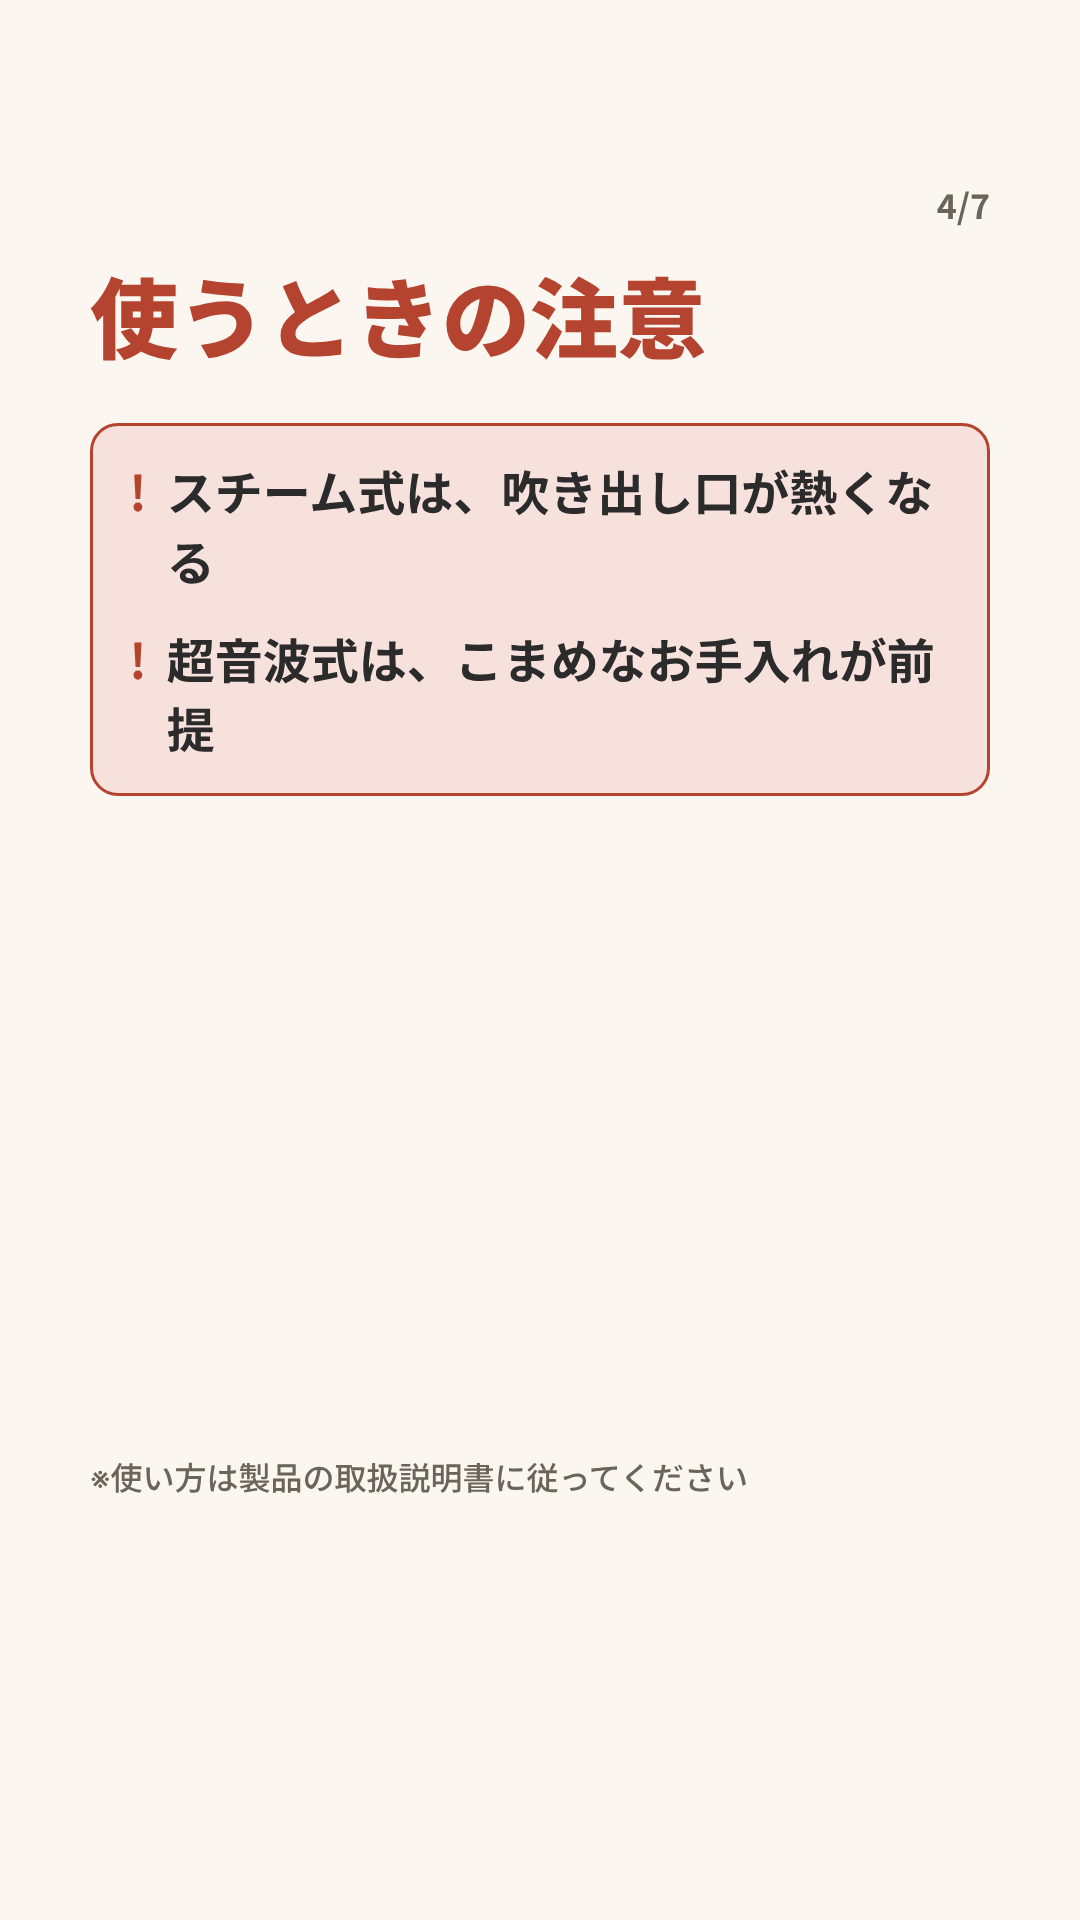 4/7
使うときの注意
! スチーム式は、吹き出し口が熱くな
る
! 超音波式は、こまめなお手入れが前
提
※使い方は製品の取扱説明書に従ってください